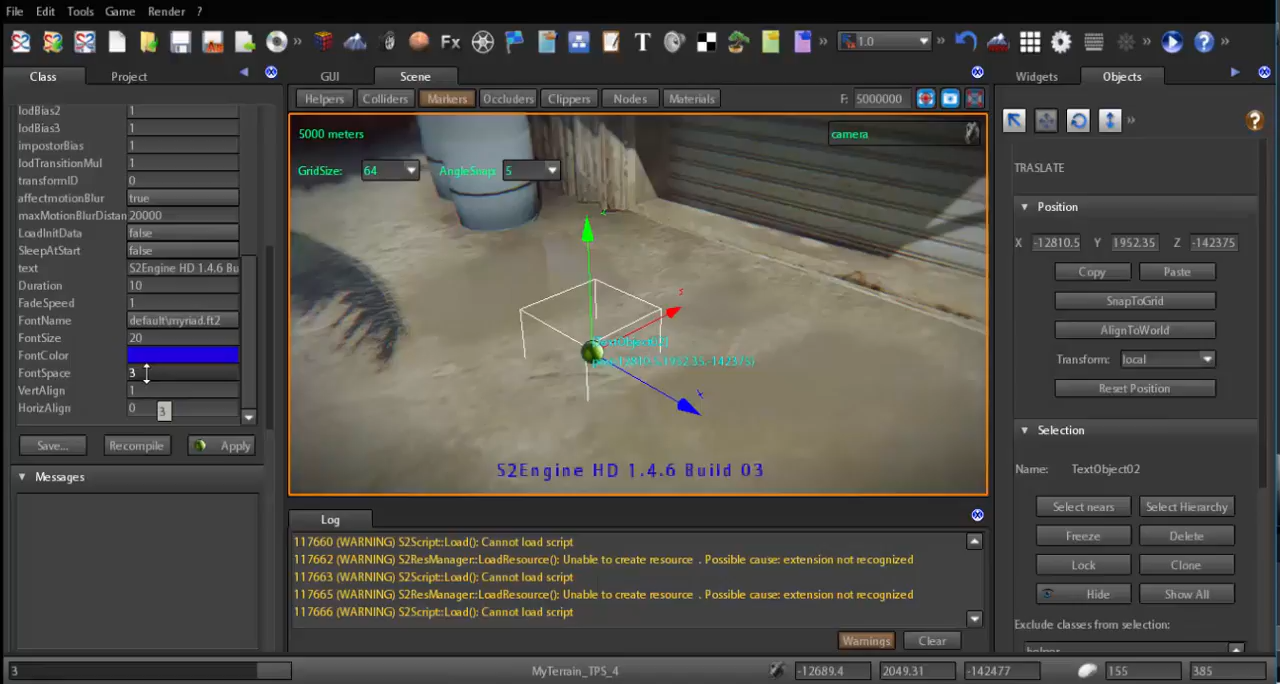 File Edit Tools Game Render ?
Fx T 1.0
Class Project
GUI Scene
Widgets Objects
Helpers Colliders Markers Occluders Clippers Nodes Materials F: 5000000
lodBias2 1
lodBias3 1
impostorBias 1
lodTransitionMul 1
transformID 0
affectmotionBlur true
maxMotionBlurDistan 20000
LoadInitData false
SleepAtStart false
text S2Engine HD 1.4.6 Bu
Duration 10
FadeSpeed 1
FontName default\myriad.ft2
FontSize 20
FontColor
FontSpace 3
VertAlign 1
HorizAlign 0
3
Save... Recompile Apply
Messages
5000 meters
camera
GridSize: 64 AngleSnap: 5
S2Engine HD 1.4.6 Build 03
Log
117660 (WARNING) S2Script::Load(): Cannot load script
117662 (WARNING) S2ResManager::LoadResource(): Unable to create resource . Possible cause: extension not recognized
117663 (WARNING) S2Script::Load(): Cannot load script
117665 (WARNING) S2ResManager::LoadResource(): Unable to create resource . Possible cause: extension not recognized
117666 (WARNING) S2Script::Load(): Cannot load script
Warnings Clear
TRANSLATE
Position
X -12810.5 Y 1952.35 Z -142375
Copy Paste
SnapToGrid
AlignToWorld
Transform: local
Reset Position
Selection
Name: TextObject02
Select nears Select Hierarchy
Freeze Delete
Lock Clone
Hide Show All
Exclude classes from selection:
helper
3 MyTerrain_TPS_4 -12689.4 2049.31 -142477 155 385